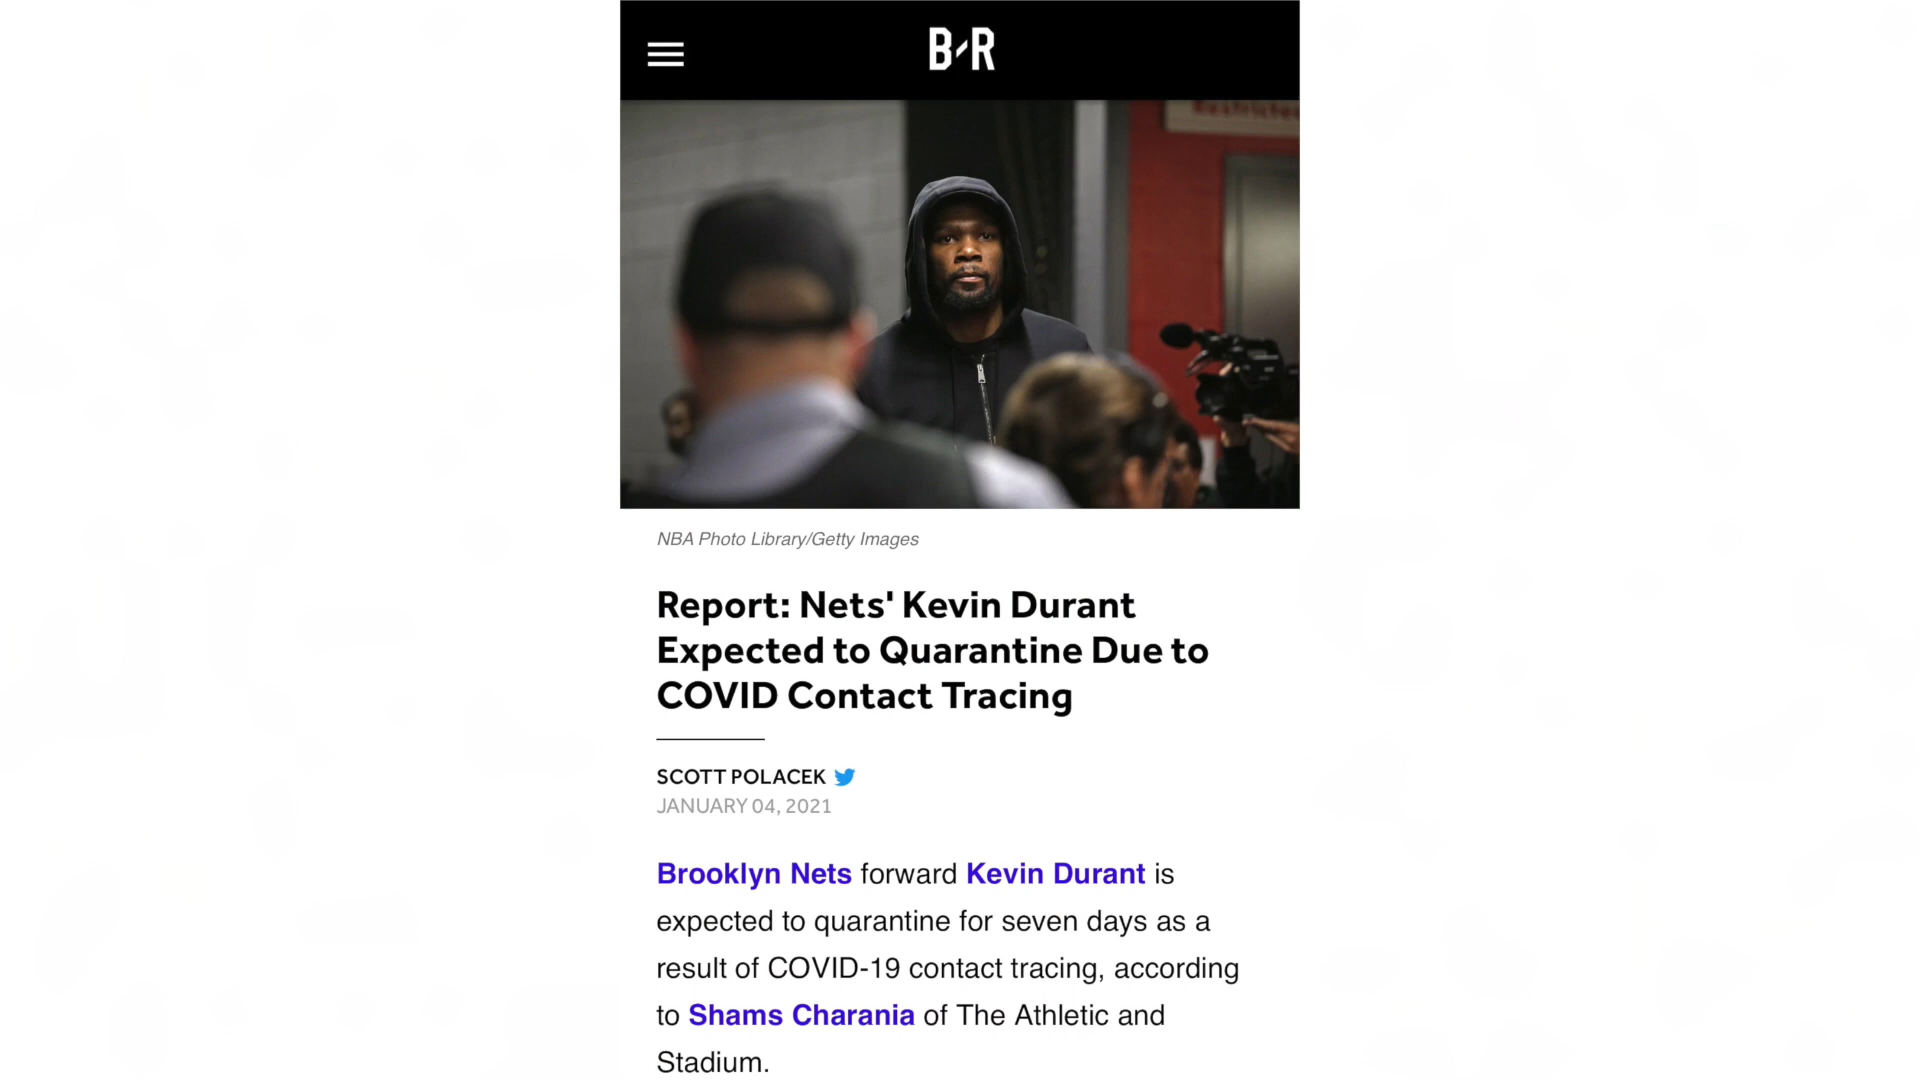 B/R
Restricted
NBA Photo Library/Getty Images
Report: Nets' Kevin Durant
Expected to Quarantine Due to
COVID Contact Tracing
SCOTT POLACEK
JANUARY 04, 2021
Brooklyn Nets forward Kevin Durant is
expected to quarantine for seven days as a
result of COVID-19 contact tracing, according
to Shams Charania of The Athletic and
Stadium.